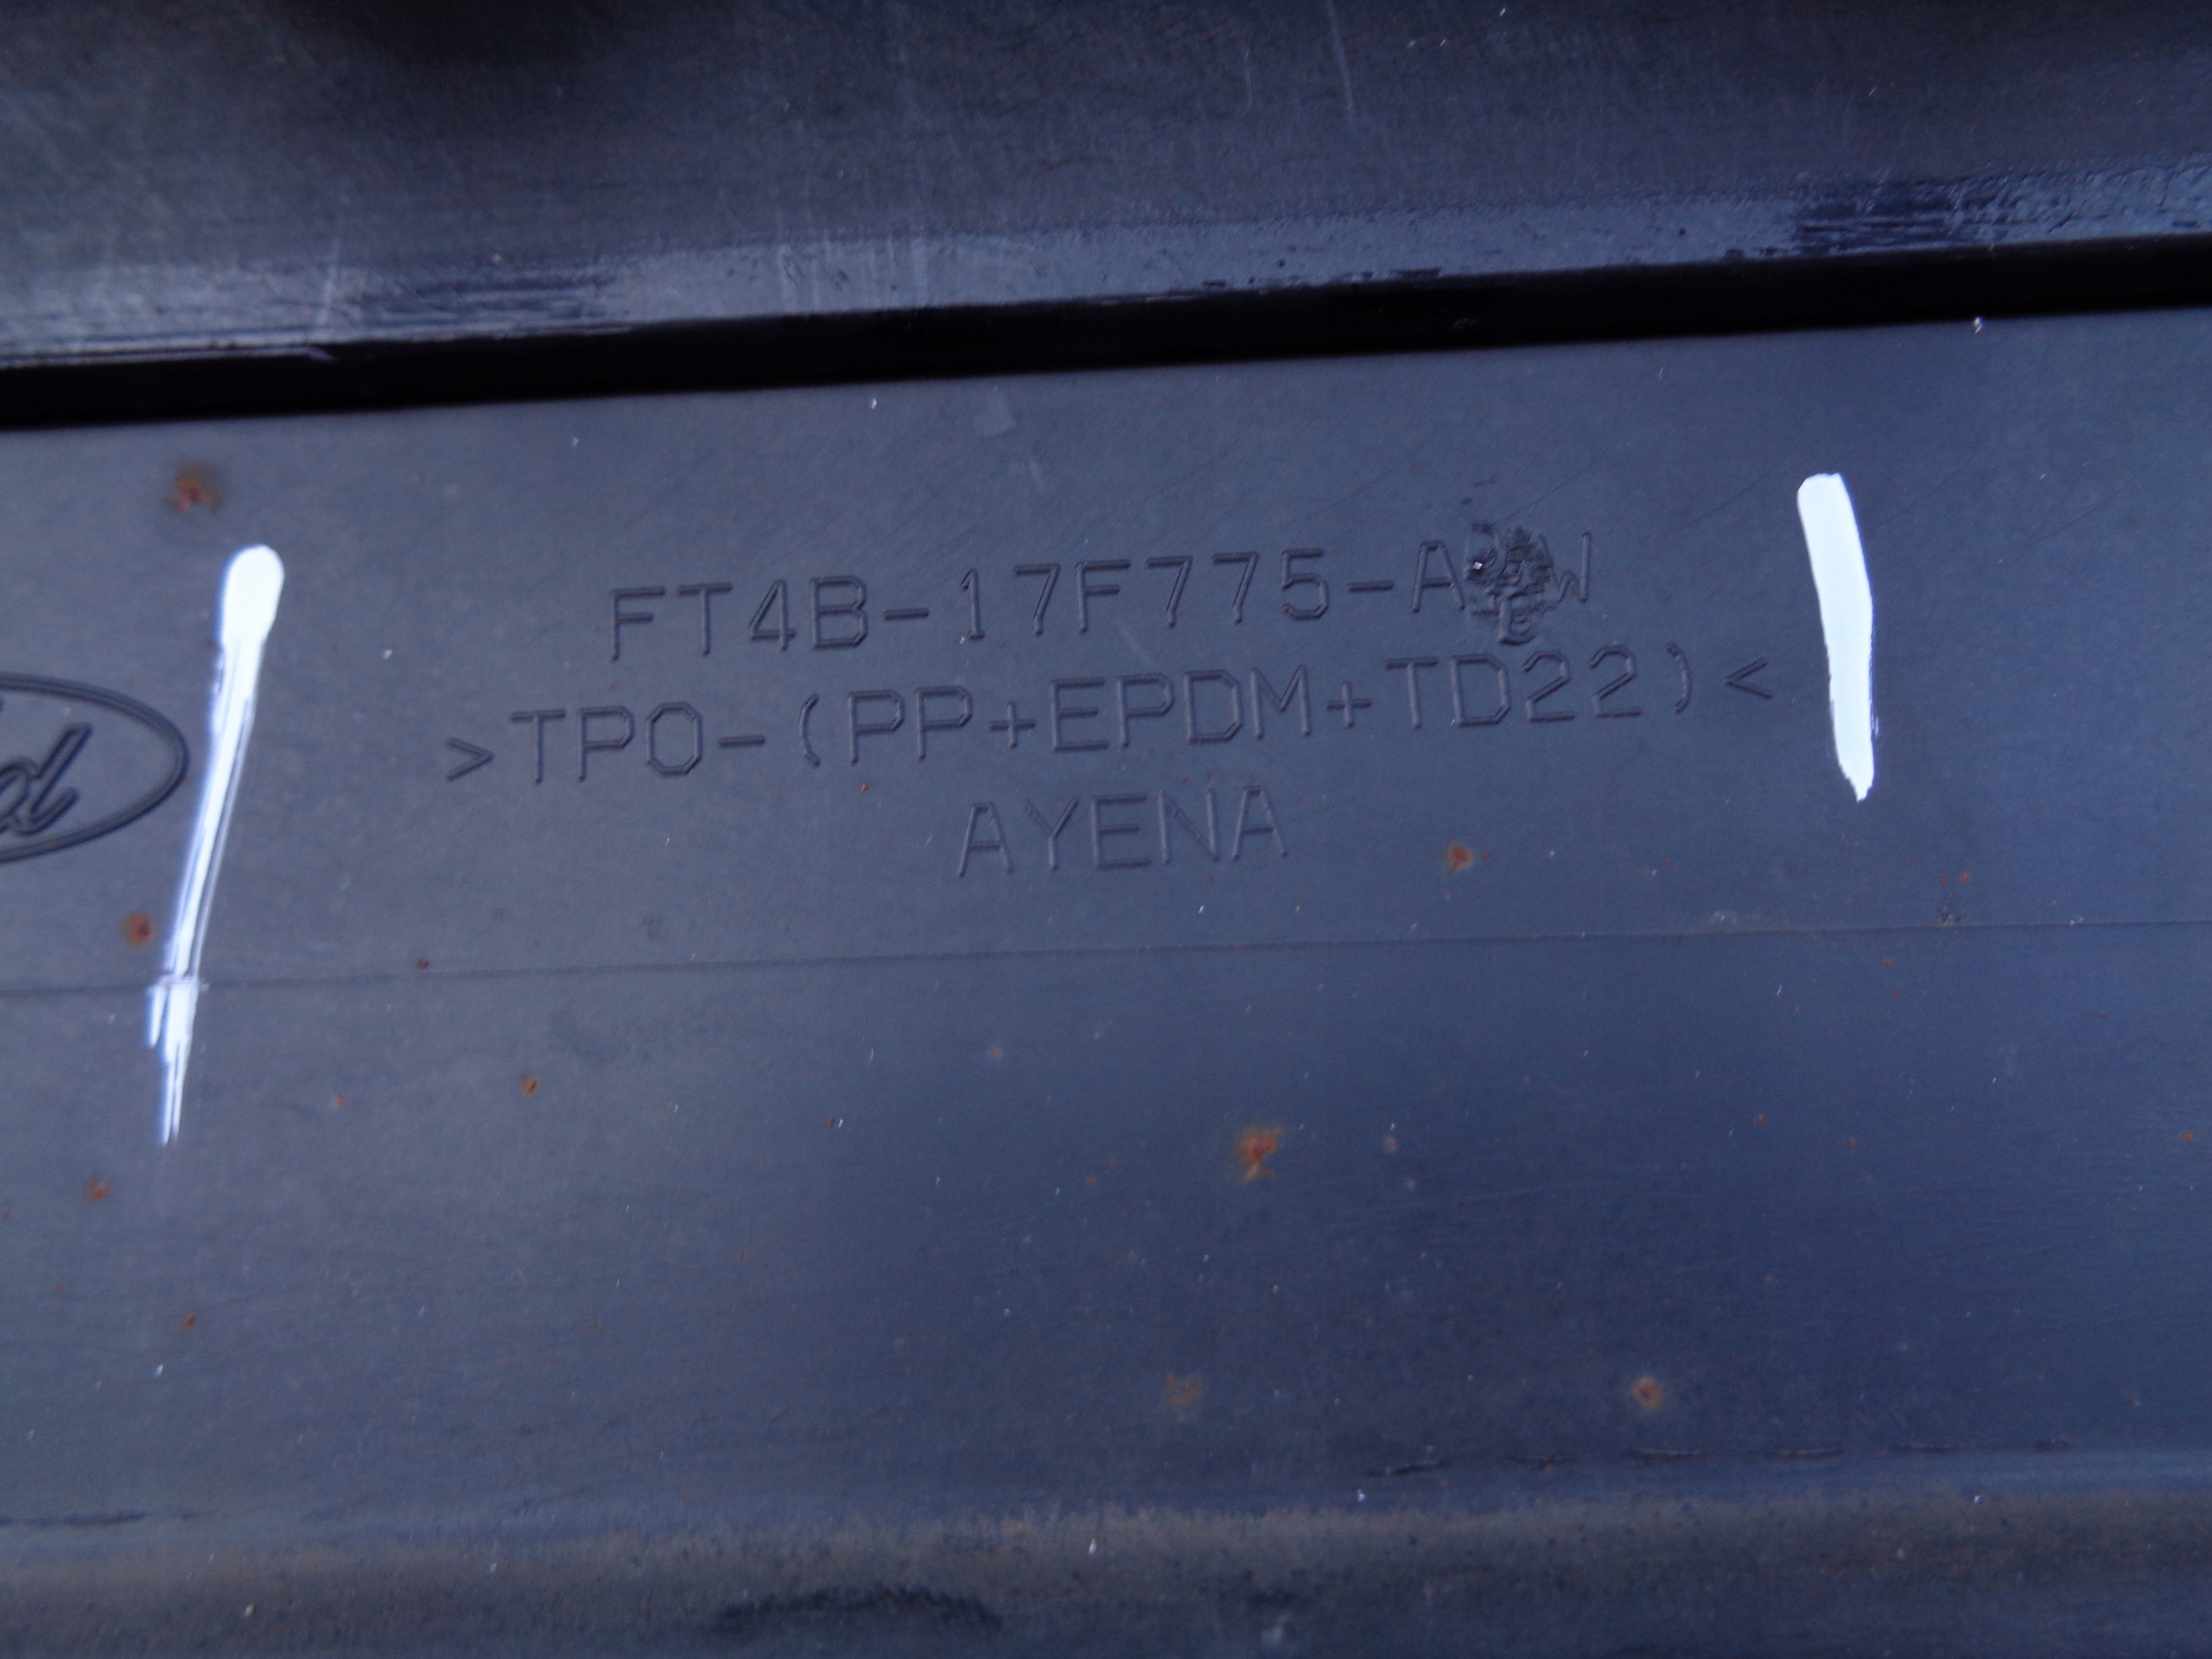 FT4B-17F775-A
>TPO-(PP+EPDM+TD22)<
AYENA